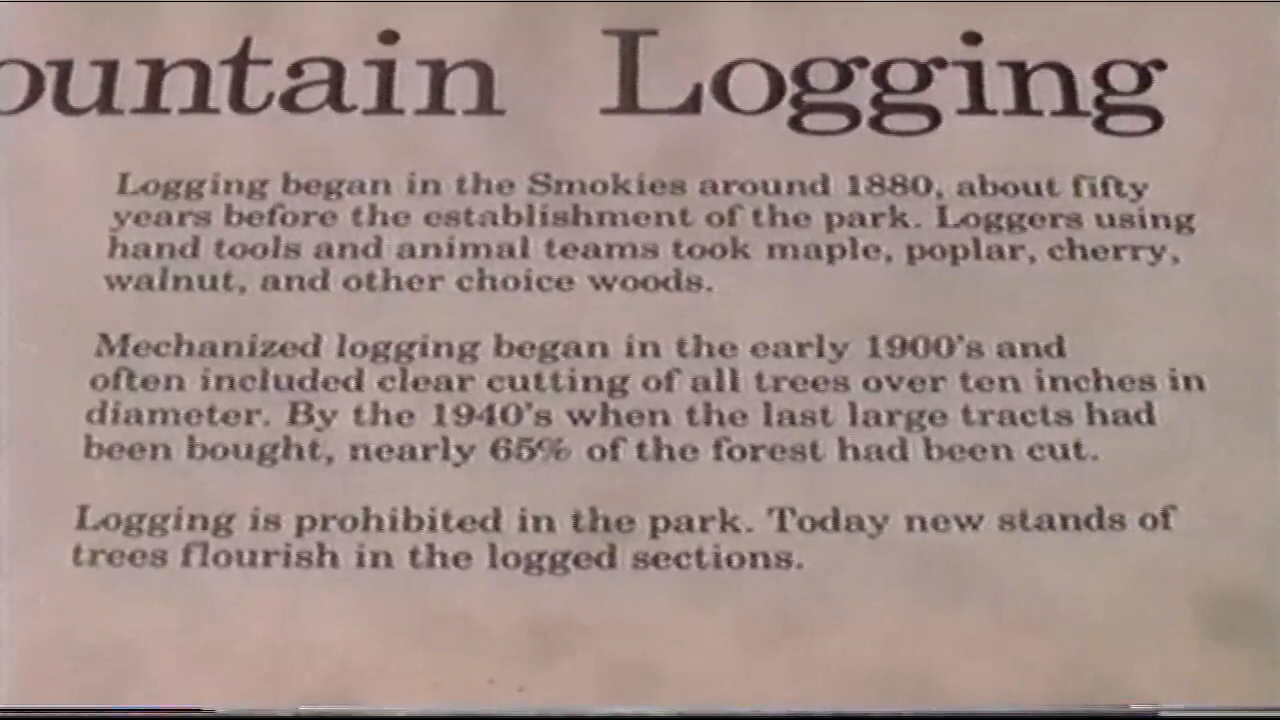 ountain Logging
Logging began in the Smokies around 1880, about fifty
years before the establishment of the park. Loggers using
hand tools and animal teams took maple, poplar, cherry,
walnut, and other choice woods.
Mechanized logging began in the early 1900's and
often included clear cutting of all trees over ten inches in
diameter. By the 1940's when the last large tracts had
been bought, nearly 65% of the forest had been cut.
Logging is prohibited in the park. Today new stands of
trees flourish in the logged sections.